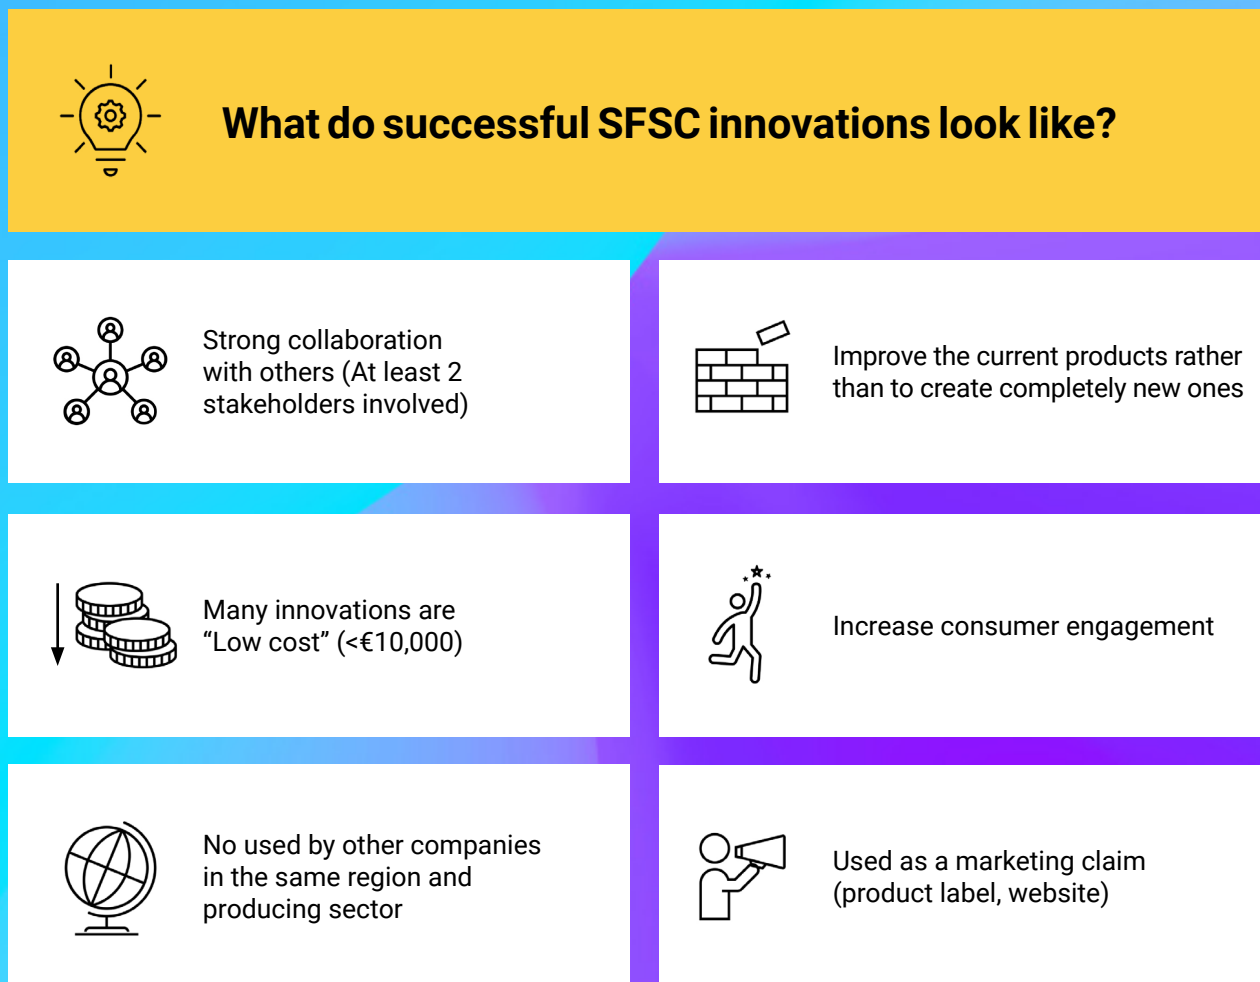 What do successful SFSC innovations look like?
Strong collaboration
with others (At least 2
stakeholders involved)
Improve the current products rather
than to create completely new ones
Many innovations are
“Low cost” (<€10,000)
Increase consumer engagement
No used by other companies
in the same region and
producing sector
Used as a marketing claim
(product label, website)